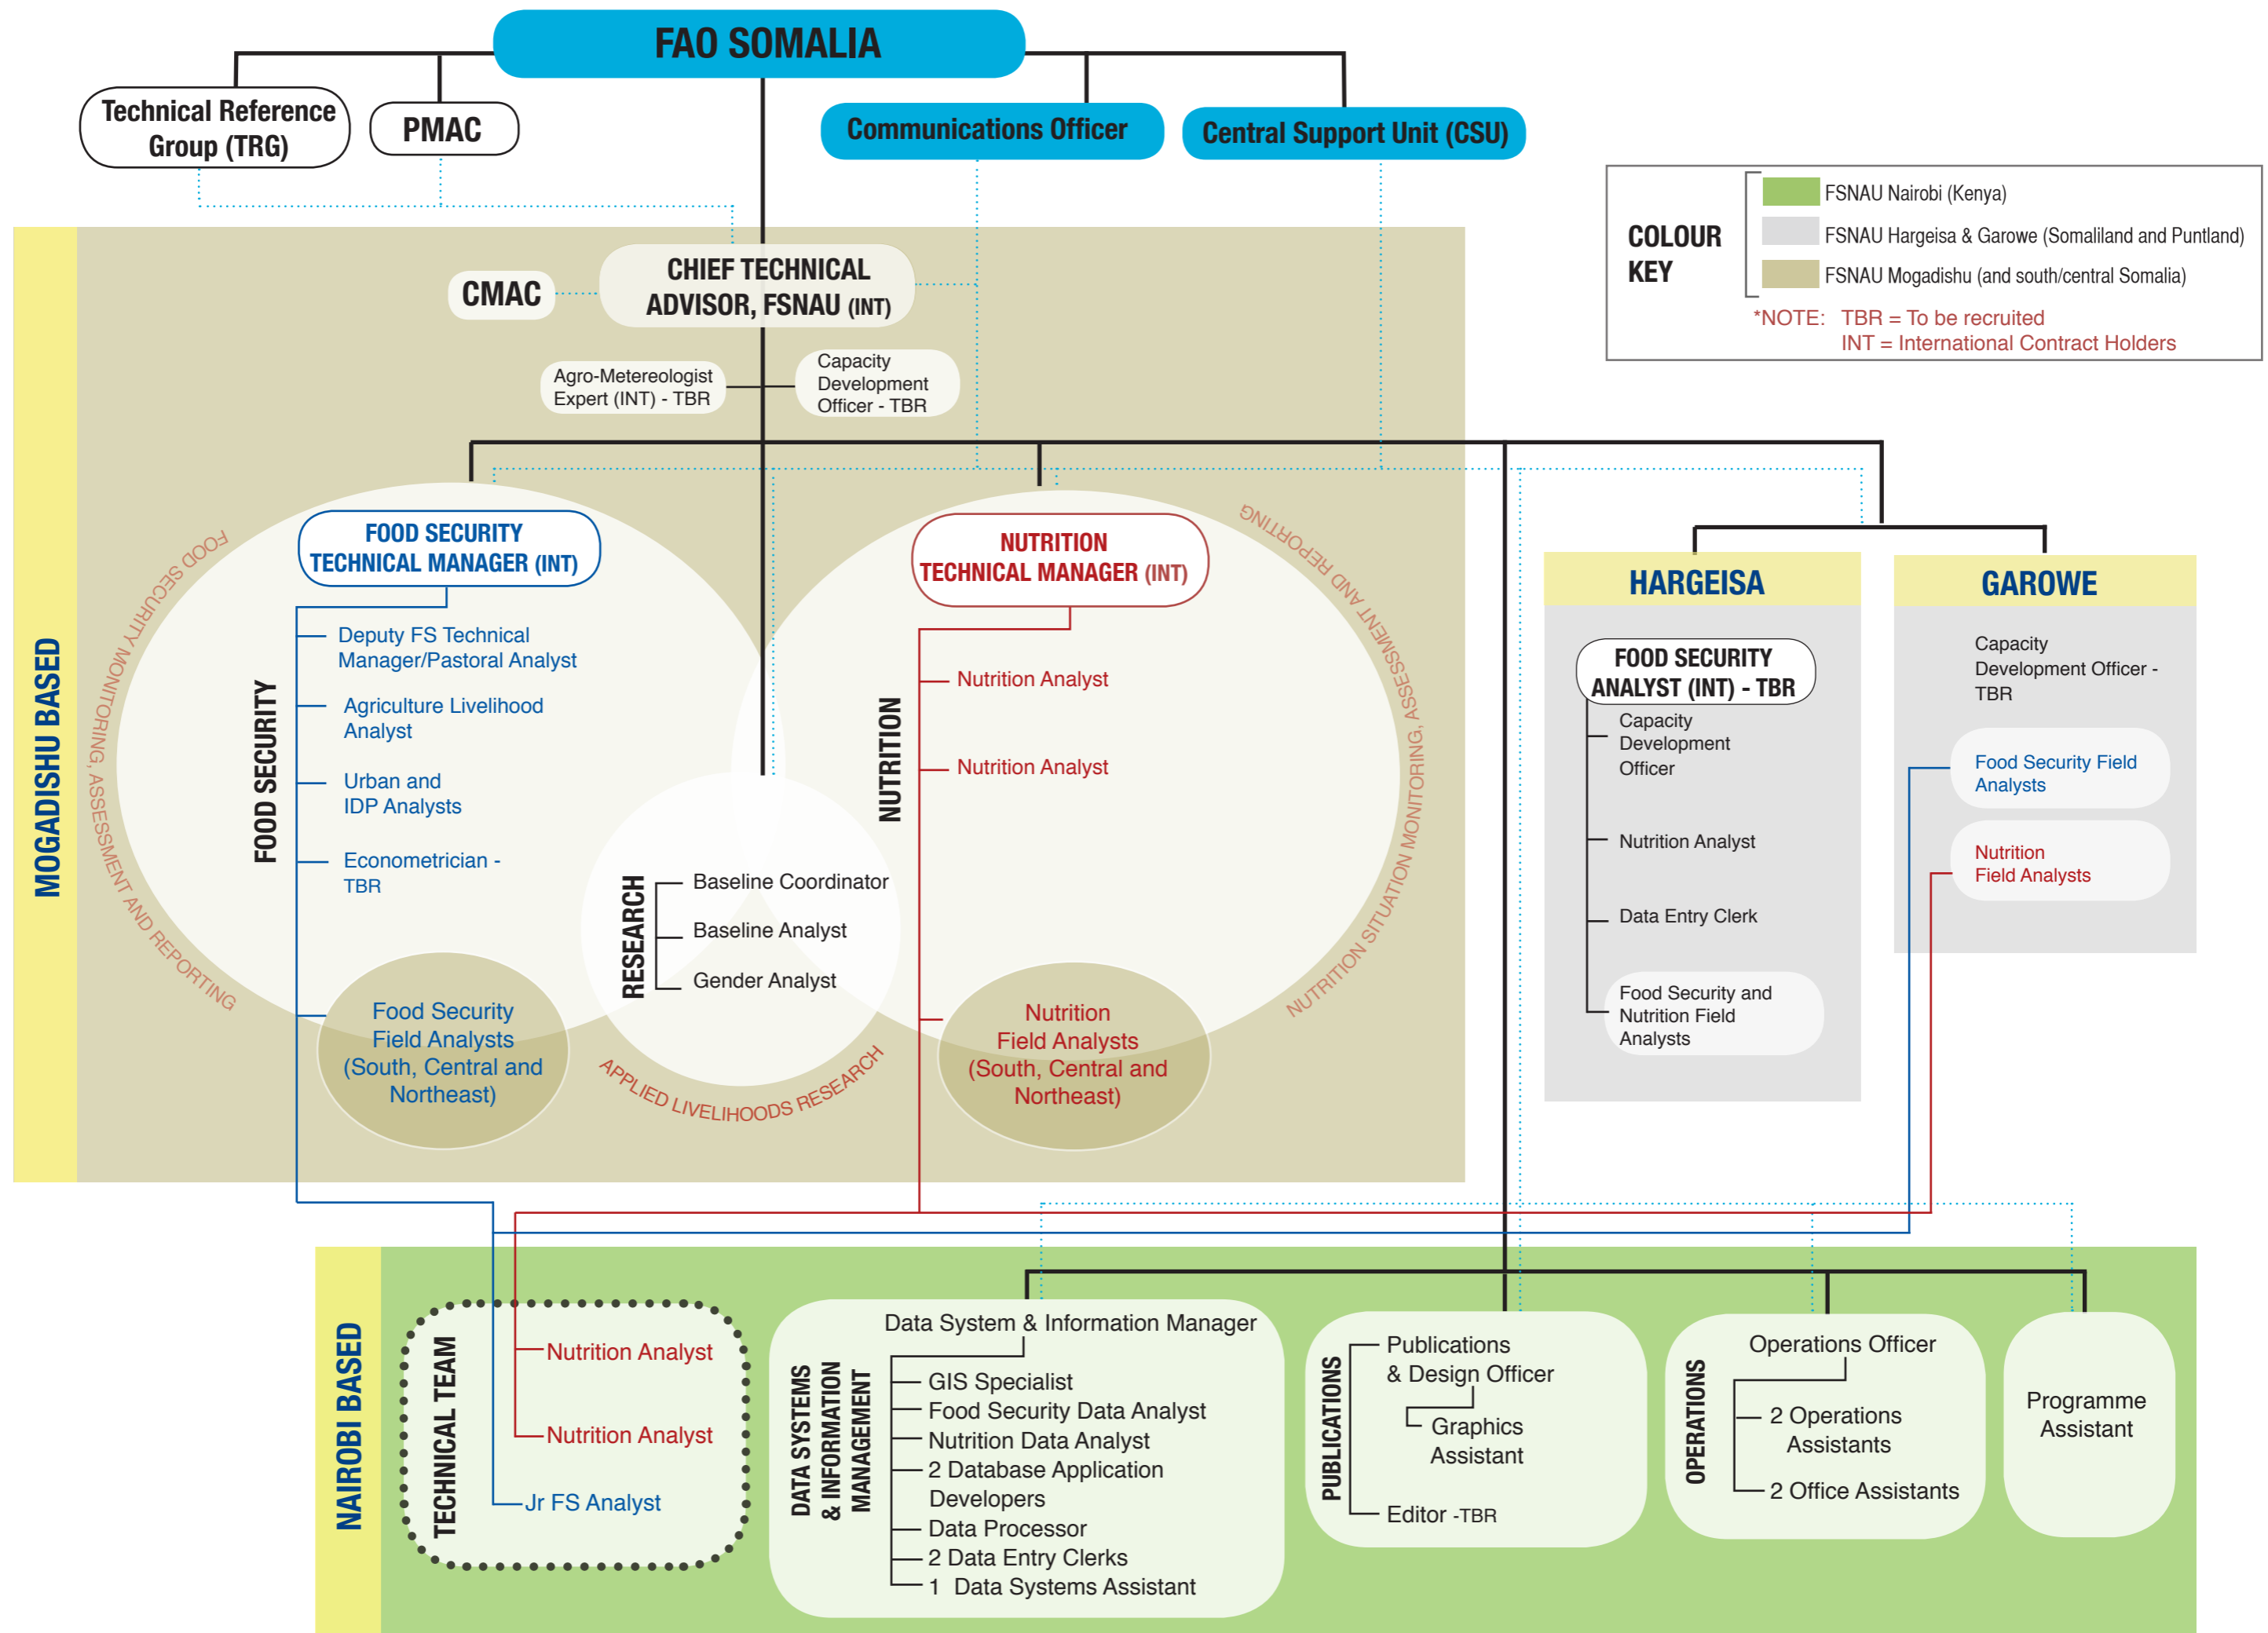 FAO SOMALIA
Technical Reference
Group (TRG)
PMAC
Communications Officer
Central Support Unit (CSU)
COLOUR
KEY
FSNAU Nairobi (Kenya)
FSNAU Hargeisa & Garowe (Somaliland and Puntland)
FSNAU Mogadishu (and south/central Somalia)
*NOTE: TBR = To be recruited
INT = International Contract Holders
CMAC
CHIEF TECHNICAL
ADVISOR, FSNAU (INT)
Agro-Metereologist
Expert (INT) - TBR
Capacity
Development
Officer - TBR
MOGADISHU BASED
FOOD SECURITY MONITORING, ASSESSMENT AND REPORTING
FOOD SECURITY
TECHNICAL MANAGER (INT)
FOOD SECURITY
Deputy FS Technical
Manager/Pastoral Analyst
Agriculture Livelihood
Analyst
Urban and
IDP Analysts
Econometrician -
TBR
Food Security
Field Analysts
(South, Central and
Northeast)
NUTRITION SITUATION MONITORING, ASSESSMENT AND REPORTING
NUTRITION
TECHNICAL MANAGER (INT)
NUTRITION
Nutrition Analyst
Nutrition Analyst
Nutrition
Field Analysts
(South, Central and
Northeast)
RESEARCH
Baseline Coordinator
Baseline Analyst
Gender Analyst
APPLIED LIVELIHOODS RESEARCH
HARGEISA
FOOD SECURITY
ANALYST (INT) - TBR
Capacity
Development
Officer
Nutrition Analyst
Data Entry Clerk
Food Security and
Nutrition Field
Analysts
GAROWE
Capacity
Development Officer -
TBR
Food Security Field
Analysts
Nutrition
Field Analysts
NAIROBI BASED
TECHNICAL TEAM
Nutrition Analyst
Nutrition Analyst
Jr FS Analyst
DATA SYSTEMS
& INFORMATION
MANAGEMENT
Data System & Information Manager
GIS Specialist
Food Security Data Analyst
Nutrition Data Analyst
2 Database Application
Developers
Data Processor
2 Data Entry Clerks
1 Data Systems Assistant
PUBLICATIONS
Publications
& Design Officer
Graphics
Assistant
Editor -TBR
OPERATIONS
Operations Officer
2 Operations
Assistants
2 Office Assistants
Programme
Assistant